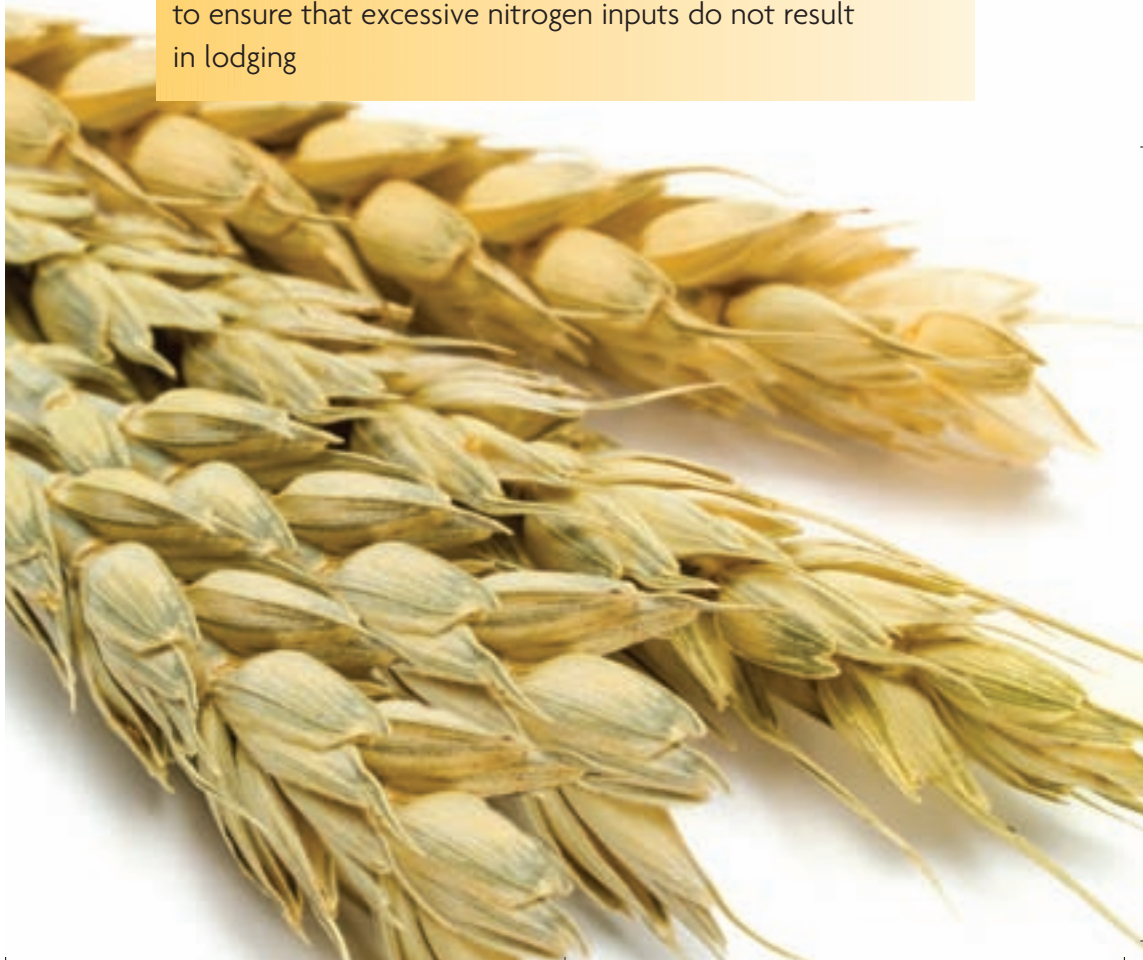 to ensure that excessive nitrogen inputs do not result
in lodging